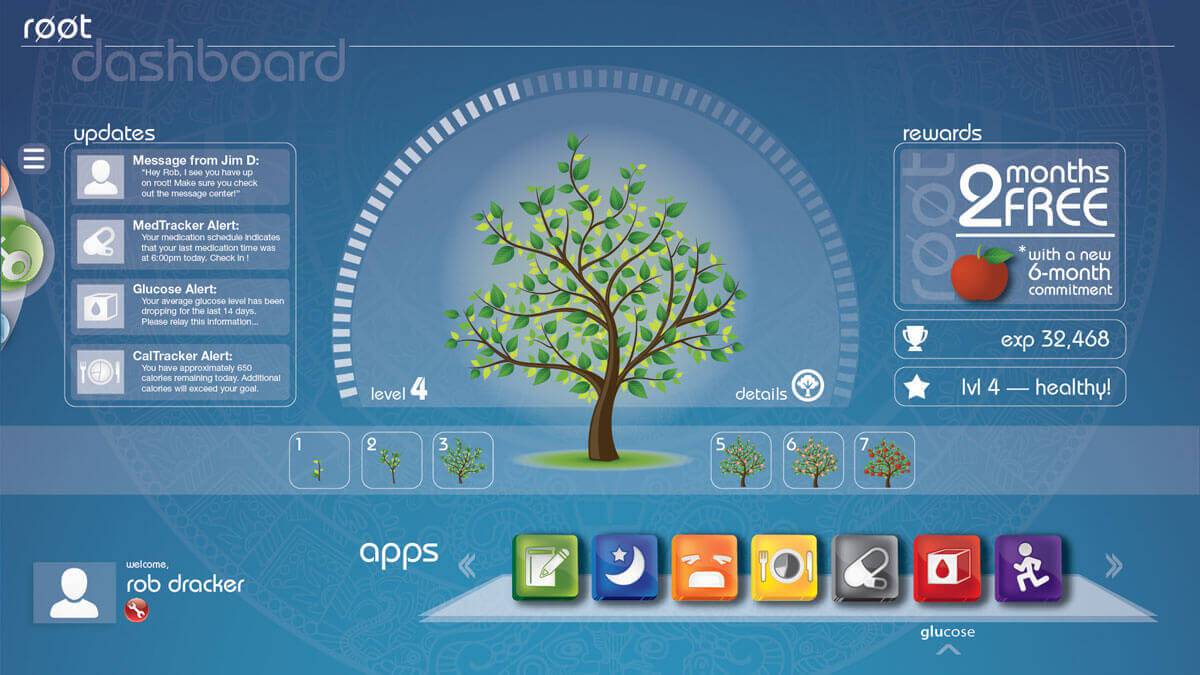 røøt
dashboard
updates
Message from Jim D:
"Hey Rob, I see you have up
on root! Make sure you check
out the message center!"
MedTracker Alert:
Your medication schedule indicates
that your last medication time was
at 6:00pm today. Check in !
Glucose Alert:
Your average glucose level has been
dropping for the last 14 days.
Please relay this information...
CalTracker Alert:
You have approximately 650
calories remaining today. Additional
calories will exceed your goal.
level 4
details
rewards
røøt
2 months
FREE
*with a new
6-month
commitment
exp 32,468
lvl 4 — healthy!
1
2
3
5
6
7
apps
welcome,
rob dracker
glucose